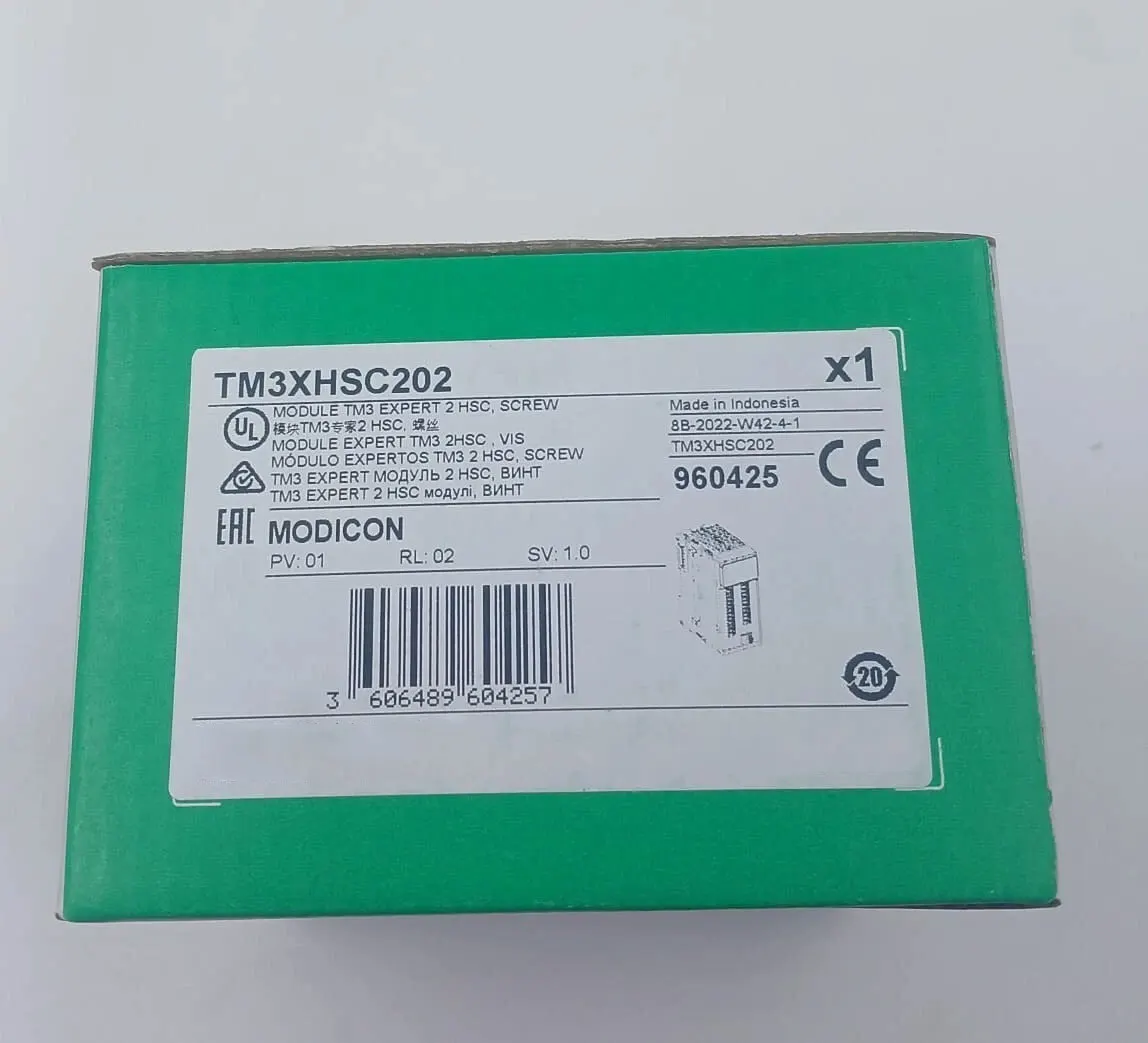 TM3XHSC202
x1
MODULE TM3 EXPERT 2 HSC, SCREW
模块TM3专家2 HSC, 螺丝
MODULE EXPERT TM3 2HSC , VIS
MÓDULO EXPERTOS TM3 2 HSC, SCREW
TM3 EXPERT МОДУЛЬ 2 HSC, ВИНТ
TM3 EXPERT 2 HSC модулі, ВИНТ
UL
EAC
MODICON
PV: 01 RL: 02 SV: 1.0
Made in Indonesia
8B-2022-W42-4-1
TM3XHSC202
960425
CE
3 606489 604257
20